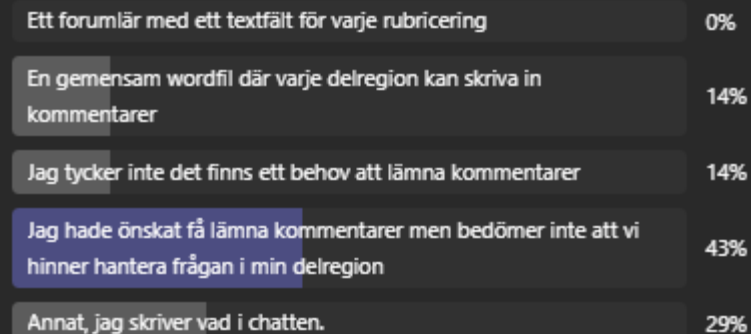 Ett forumlär med ett textfält för varje rubricering
0%
En gemensam wordfil där varje delregion kan skriva in
kommentarer
14%
Jag tycker inte det finns ett behov att lämna kommentarer
14%
Jag hade önskat få lämna kommentarer men bedömer inte att vi
hinner hantera frågan i min delregion
43%
Annat, jag skriver vad i chatten.
29%